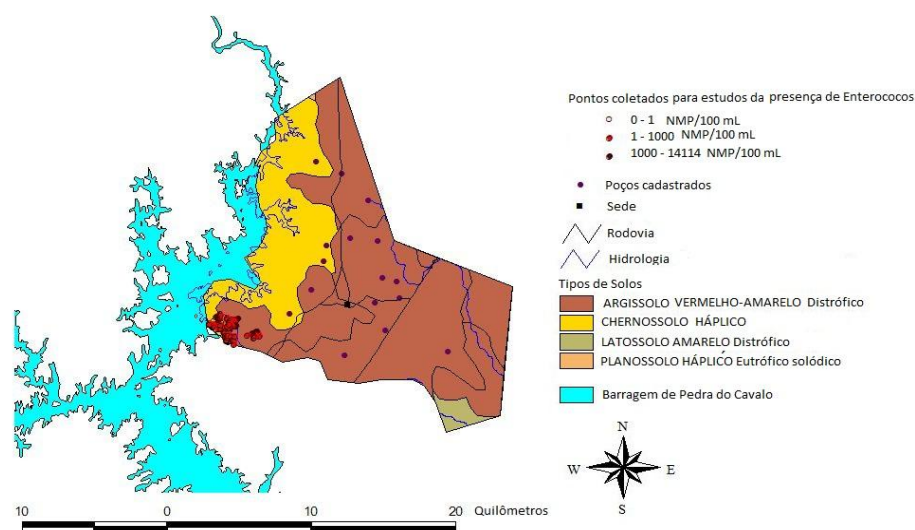 Pontos coletados para estudos da presença de Enterococos
0 - 1 NMP/100 mL
1 - 1000 NMP/100 mL
1000 - 14114 NMP/100 mL
Poços cadastrados
Sede
Rodovia
Hidrologia
Tipos de Solos
ARGISSOLO VERMELHO-AMARELO Distrófico
CHERNOSSOLO HÁPLICO
LATOSSOLO AMARELO Distrófico
PLANOSSOLO HÁPLICO Eutrófico solódico
Barragem de Pedra do Cavalo
N
W E
S
10 0 10 20 Quilômetros